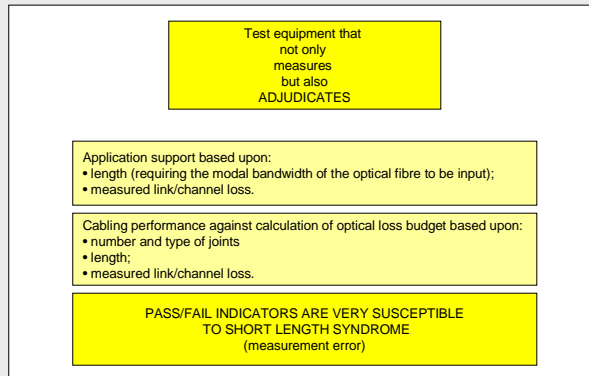 Test equipment that
not only
measures
but also
ADJUDICATES
Application support based upon:
• length (requiring the modal bandwidth of the optical fibre to be input);
• measured link/channel loss.
Cabling performance against calculation of optical loss budget based upon:
• number and type of joints
• length;
• measured link/channel loss.
PASS/FAIL INDICATORS ARE VERY SUSCEPTIBLE
TO SHORT LENGTH SYNDROME
(measurement error)